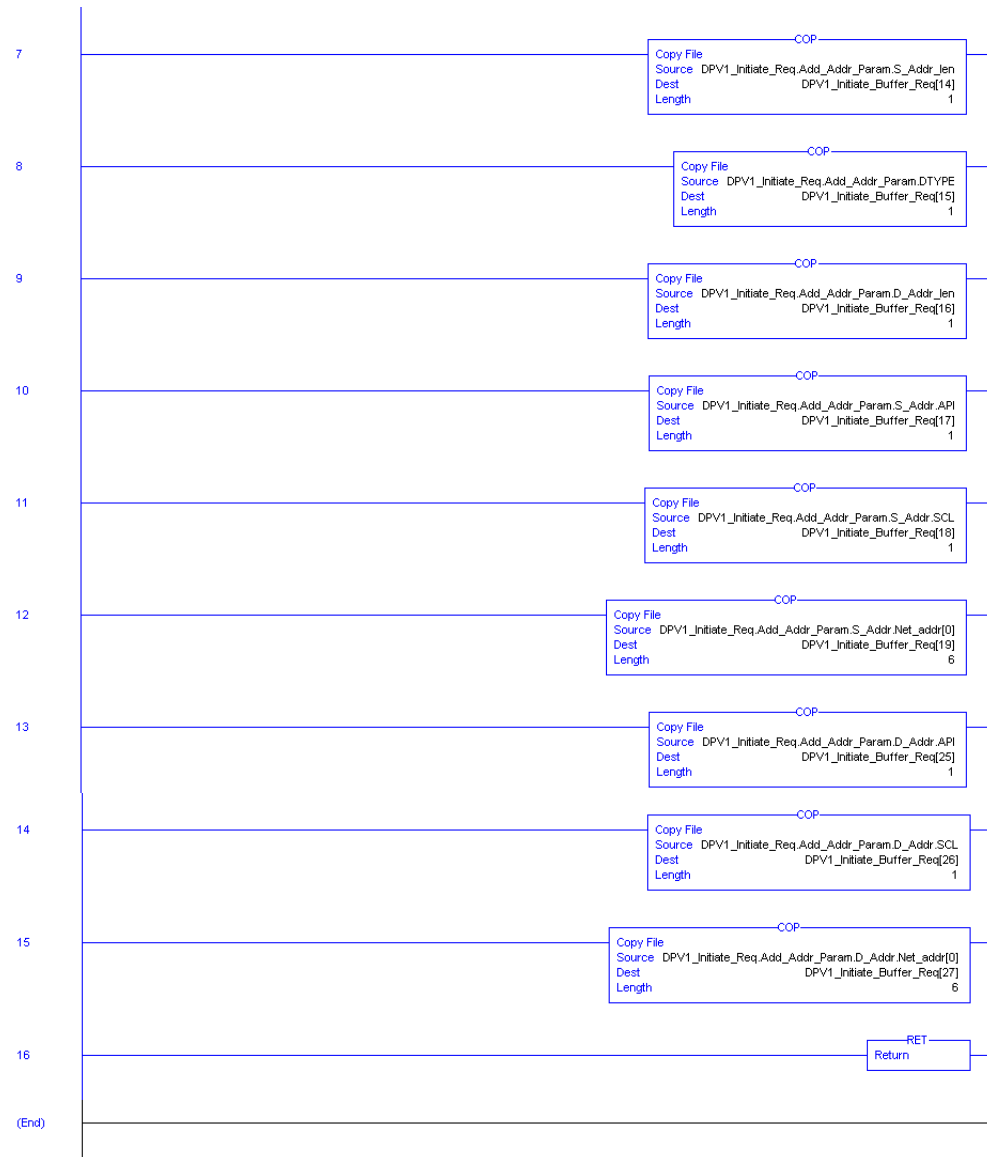 COP
7
Copy File
Source DPV1_Initiate_Req.Add_Addr_Param.S_Addr_len
Dest DPV1_Initiate_Buffer_Req[14]
Length 1
COP
8
Copy File
Source DPV1_Initiate_Req.Add_Addr_Param.DTYPE
Dest DPV1_Initiate_Buffer_Req[15]
Length 1
COP
9
Copy File
Source DPV1_Initiate_Req.Add_Addr_Param.D_Addr_len
Dest DPV1_Initiate_Buffer_Req[16]
Length 1
COP
10
Copy File
Source DPV1_Initiate_Req.Add_Addr_Param.S_Addr.API
Dest DPV1_Initiate_Buffer_Req[17]
Length 1
COP
11
Copy File
Source DPV1_Initiate_Req.Add_Addr_Param.S_Addr.SCL
Dest DPV1_Initiate_Buffer_Req[18]
Length 1
COP
12
Copy File
Source DPV1_Initiate_Req.Add_Addr_Param.S_Addr.Net_addr[0]
Dest DPV1_Initiate_Buffer_Req[19]
Length 6
COP
13
Copy File
Source DPV1_Initiate_Req.Add_Addr_Param.D_Addr.API
Dest DPV1_Initiate_Buffer_Req[25]
Length 1
COP
14
Copy File
Source DPV1_Initiate_Req.Add_Addr_Param.D_Addr.SCL
Dest DPV1_Initiate_Buffer_Req[26]
Length 1
COP
15
Copy File
Source DPV1_Initiate_Req.Add_Addr_Param.D_Addr.Net_addr[0]
Dest DPV1_Initiate_Buffer_Req[27]
Length 6
RET
16
Return
(End)